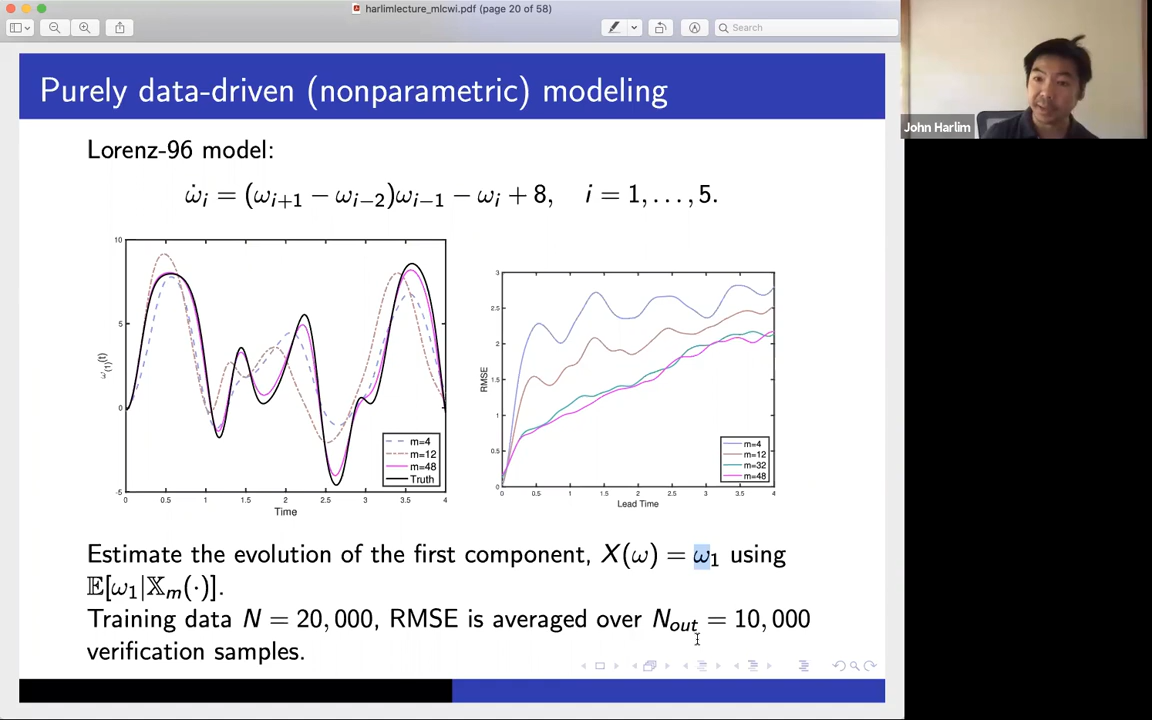 harlimlecture_mlcwi.pdf (page 20 of 58)
Search
Purely data-driven (nonparametric) modeling
John Harlim
Lorenz-96 model:
ω̇ᵢ = (ωᵢ₊₁ − ωᵢ₋₂)ωᵢ₋₁ − ωᵢ + 8, i = 1, . . . , 5.
10
5
0
-5
ω₍₁₎(t)
m=4
m=12
m=48
Truth
0 0.5 1 1.5 2 2.5 3 3.5 4
Time
3
2.5
2
1.5
1
0.5
0
RMSE
m=4
m=12
m=32
m=48
0 0.5 1 1.5 2 2.5 3 3.5 4
Lead Time
Estimate the evolution of the first component, X(ω) = ω₁ using
𝔼[ω₁|𝕏ₘ(·)].
Training data N = 20, 000, RMSE is averaged over Nₒᵤₜ = 10, 000
verification samples.